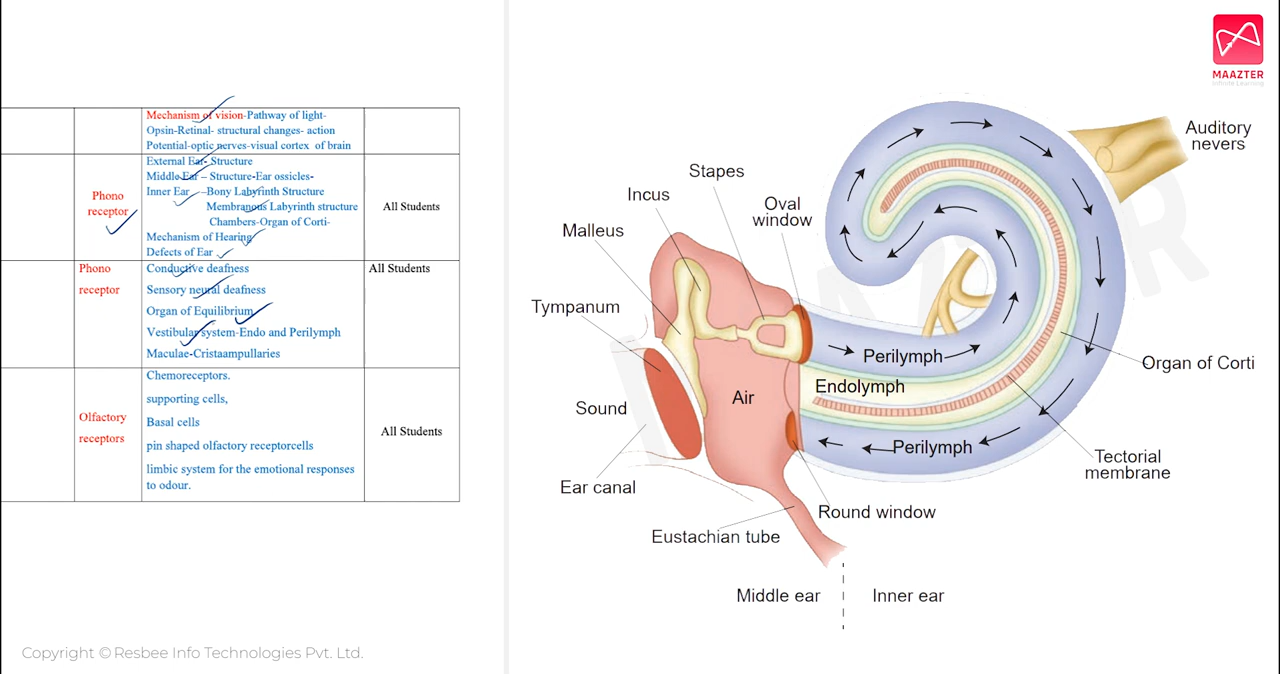 Mechanism of vision-Pathway of light-
Opsin-Retinal- structural changes- action
Potential-optic nerves-visual cortex of brain
Phono
receptor
External Ear- Structure
Middle Ear – Structure-Ear ossicles-
Inner Ear –Bony Labyrinth Structure
Membranous Labyrinth structure
Chambers-Organ of Corti-
Mechanism of Hearing
Defects of Ear
All Students
Phono
receptor
Conductive deafness
Sensory neural deafness
Organ of Equilibrium
Vestibular system-Endo and Perilymph
Maculae-Cristaampullaries
All Students
Olfactory
receptors
Chemoreceptors.
supporting cells,
Basal cells
pin shaped olfactory receptorcells
limbic system for the emotional responses
to odour.
All Students
Copyright © Resbee Info Technologies Pvt. Ltd.
MAAZTER
Infinite Learning
Auditory
nevers
Stapes
Incus
Oval
window
Malleus
Tympanum
Perilymph
Organ of Corti
Endolymph
Air
Sound
Perilymph
Tectorial
membrane
Ear canal
Round window
Eustachian tube
Middle ear
Inner ear